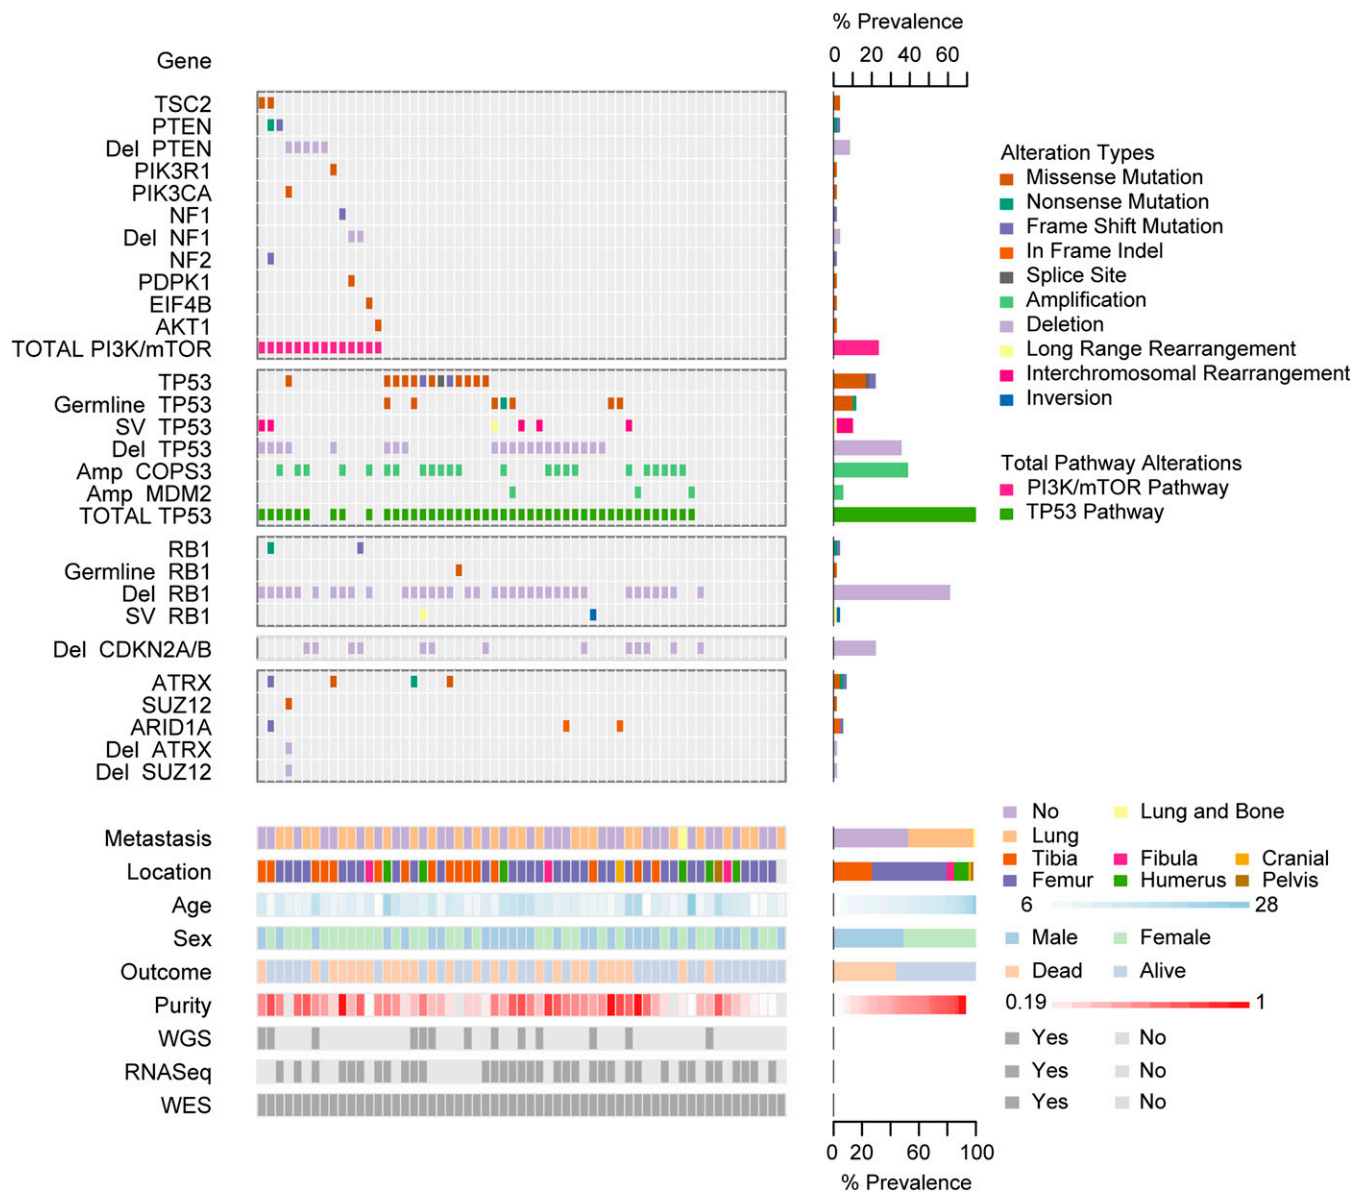 % Prevalence
Gene
0 20 40 60
TSC2
PTEN
Del PTEN
PIK3R1
PIK3CA
NF1
Del NF1
NF2
PDPK1
EIF4B
AKT1
TOTAL PI3K/mTOR
TP53
Germline TP53
SV TP53
Del TP53
Amp COPS3
Amp MDM2
TOTAL TP53
RB1
Germline RB1
Del RB1
SV RB1
Del CDKN2A/B
ATRX
SUZ12
ARID1A
Del ATRX
Del SUZ12
Alteration Types
Missense Mutation
Nonsense Mutation
Frame Shift Mutation
In Frame Indel
Splice Site
Amplification
Deletion
Long Range Rearrangement
Interchromosomal Rearrangement
Inversion
Total Pathway Alterations
PI3K/mTOR Pathway
TP53 Pathway
Metastasis
Location
Age
Sex
Outcome
Purity
WGS
RNASeq
WES
No Lung and Bone
Lung
Tibia Fibula Cranial
Femur Humerus Pelvis
6 28
Male Female
Dead Alive
0.19 1
Yes No
Yes No
Yes No
0 20 60 100
% Prevalence